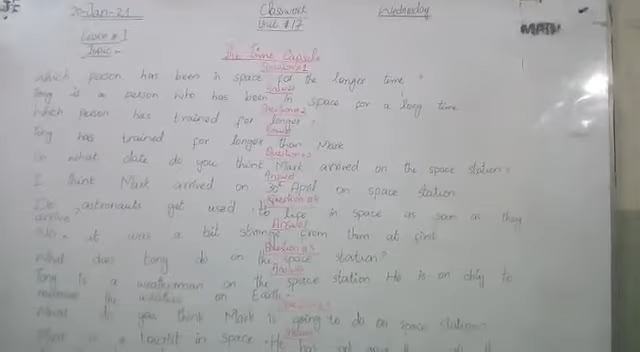 20-Jan-21 Classwork Wednesday
Unit #17
MATH
Lesson # 1
Topic:-
The Time Capsule
Question #1
Which person has been in space for the longer time?
Answer
Tony is a person who has been in space for a long time
Question #2
Which person has trained for longer?
Answer
Tony has trained for longer than Mark
Question #3
On what date do you think Mark arrived on the space station?
Answer
I think Mark arrived on 30th April on space station
Question #4
Do astronauts get used to life in space as soon as they
arrive?
Answer
it was a bit strange from them at first
Question #5
What does Tony do on the space station?
Answer
Tony is a weatherman on the space station He is on duty to
the weather on Earth.
What do you think Mark is going to do on space station
Answer
Mark is a tourist in space. He has not